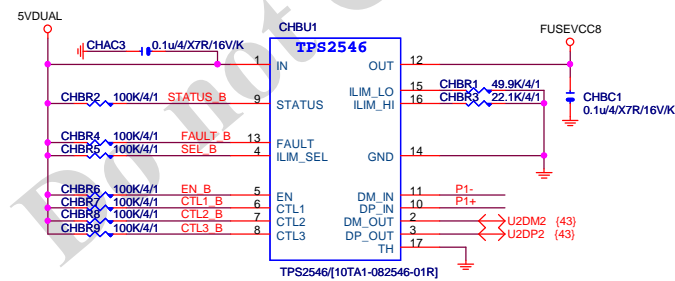 5VDUAL
CHBU1
FUSEVCC8
CHAC3 0.1u/4/X7R/16V/K
TPS2546
1 IN OUT 12
CHBR2 100K/4/1 STATUS_B 9 STATUS
ILIM_LO 15 CHBR1 49.9K/4/1
ILIM_HI 16 CHBR3 22.1K/4/1
CHBC1
0.1u/4/X7R/16V/K
CHBR4 100K/4/1 FAULT_B 13 FAULT
CHBR5 100K/4/1 SEL_B 4 ILIM_SEL GND 14
CHBR6 100K/4/1 EN_B 5 EN DM_IN 11 P1-
CHBR7 100K/4/1 CTL1_B 6 CTL1 DP_IN 10 P1+
CHBR8 100K/4/1 CTL2_B 7 CTL2 DM_OUT 2 U2DM2 {43}
CHBR9 100K/4/1 CTL3_B 8 CTL3 DP_OUT 3 U2DP2 {43}
TH 17
TPS2546/[10TA1-082546-01R]
Do not